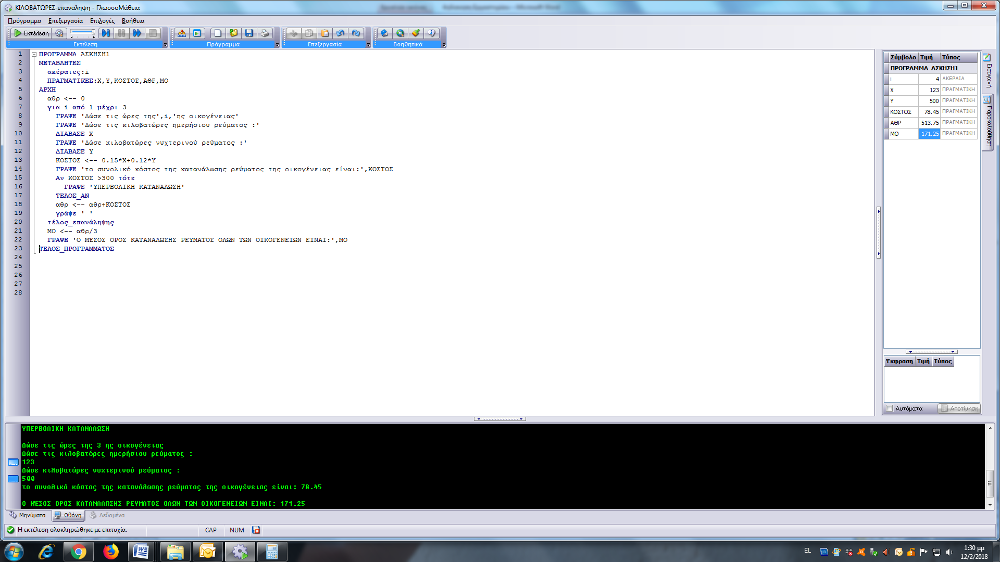 ΚΙΛΟΒΑΤΩΡΕΣ-επαναληψη - ΓλωσσοΜάθεια
Πρόγραμμα Επεξεργασία Επιλογές Βοήθεια
Εκτέλεση
Εκτέλεση Πρόγραμμα Επεξεργασία Βοηθητικά
1 ΠΡΟΓΡΑΜΜΑ ΑΣΚΗΣΗ1
2 ΜΕΤΑΒΛΗΤΕΣ
3 ακέραιες:i
4 ΠΡΑΓΜΑΤΙΚΕΣ:Χ,Υ,ΚΟΣΤΟΣ,ΑΘΡ,ΜΟ
5 ΑΡΧΗ
6 αθρ <-- 0
7 για i από 1 μέχρι 3
8 ΓΡΑΨΕ 'Δώσε τις ώρες της',i,'ης οικογένειας'
9 ΓΡΑΨΕ 'Δώσε τις κιλοβατώρες ημερήσιου ρεύματος :'
10 ΔΙΑΒΑΣΕ Χ
11 ΓΡΑΨΕ 'Δώσε κιλοβατώρες νυχτερινού ρεύματος :'
12 ΔΙΑΒΑΣΕ Υ
13 ΚΟΣΤΟΣ <-- 0.15*Χ+0.12*Υ
14 ΓΡΑΨΕ 'το συνολικό κόστος της κατανάλωσης ρεύματος της οικογένειας είναι:',ΚΟΣΤΟΣ
15 Αν ΚΟΣΤΟΣ >300 τότε
16 ΓΡΑΨΕ 'ΥΠΕΡΒΟΛΙΚΗ ΚΑΤΑΝΑΛΩΣΗ'
17 ΤΕΛΟΣ_ΑΝ
18 αθρ <-- αθρ+ΚΟΣΤΟΣ
19 γράψε ' '
20 τέλος_επανάληψης
21 ΜΟ <-- αθρ/3
22 ΓΡΑΨΕ 'Ο ΜΈΣΟΣ ΟΡΟΣ ΚΑΤΑΝΑΛΩΣΗΣ ΡΕΥΜΑΤΟΣ ΟΛΩΝ ΤΩΝ ΟΙΚΟΓΕΝΕΙΩΝ ΕΙΝΑΙ:',ΜΟ
23 ΤΕΛΟΣ_ΠΡΟΓΡΑΜΜΑΤΟΣ
24
25
26
27
28
Σύμβολο Τιμή Τύπος
ΠΡΟΓΡΑΜΜΑ ΑΣΚΗΣΗ1
i 4 ΑΚΕΡΑΙΑ
Χ 123 ΠΡΑΓΜΑΤΙΚΗ
Υ 500 ΠΡΑΓΜΑΤΙΚΗ
ΚΟΣΤΟΣ 78.45 ΠΡΑΓΜΑΤΙΚΗ
ΑΘΡ 513.75 ΠΡΑΓΜΑΤΙΚΗ
ΜΟ 171.25 ΠΡΑΓΜΑΤΙΚΗ
Εισαγωγή
Παρακολούθηση
Έκφραση Τιμή Τύπος
Αυτόματα Αποτίμηση
ΥΠΕΡΒΟΛΙΚΗ ΚΑΤΑΝΑΛΩΣΗ
Δώσε τις ώρες της 3 ης οικογένειας
Δώσε τις κιλοβατώρες ημερήσιου ρεύματος :
123
Δώσε κιλοβατώρες νυχτερινού ρεύματος :
500
το συνολικό κόστος της κατανάλωσης ρεύματος της οικογένειας είναι: 78.45
Ο ΜΈΣΟΣ ΟΡΟΣ ΚΑΤΑΝΑΛΩΣΗΣ ΡΕΥΜΑΤΟΣ ΟΛΩΝ ΤΩΝ ΟΙΚΟΓΕΝΕΙΩΝ ΕΙΝΑΙ: 171.25
Μηνύματα Οθόνη Δεδομένα
Η εκτέλεση ολοκληρώθηκε με επιτυχία. CAP NUM
EL
1:30 μμ
12/2/2018